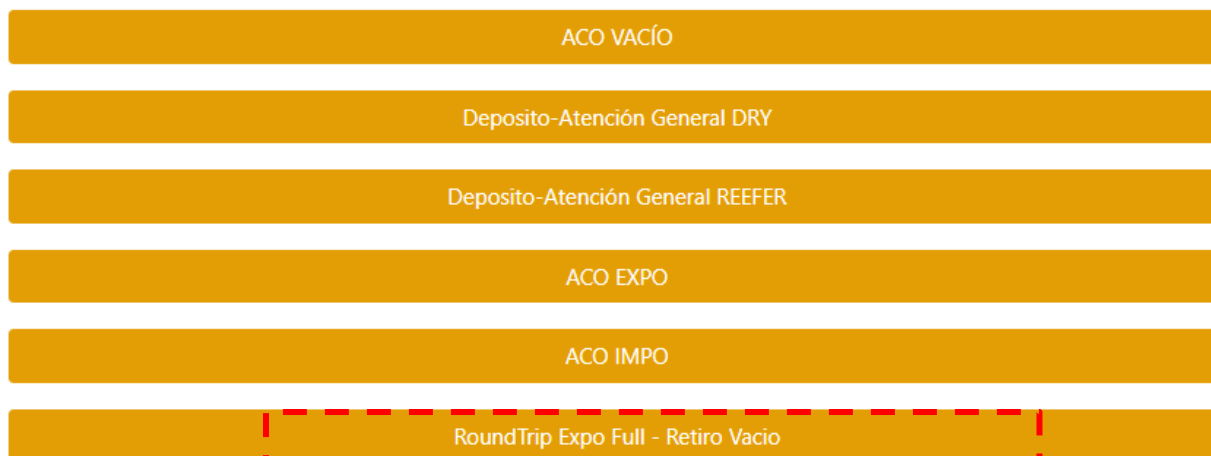 ACO VACÍO
Deposito-Atención General DRY
Deposito-Atención General REEFER
ACO EXPO
ACO IMPO
RoundTrip Expo Full - Retiro Vacio